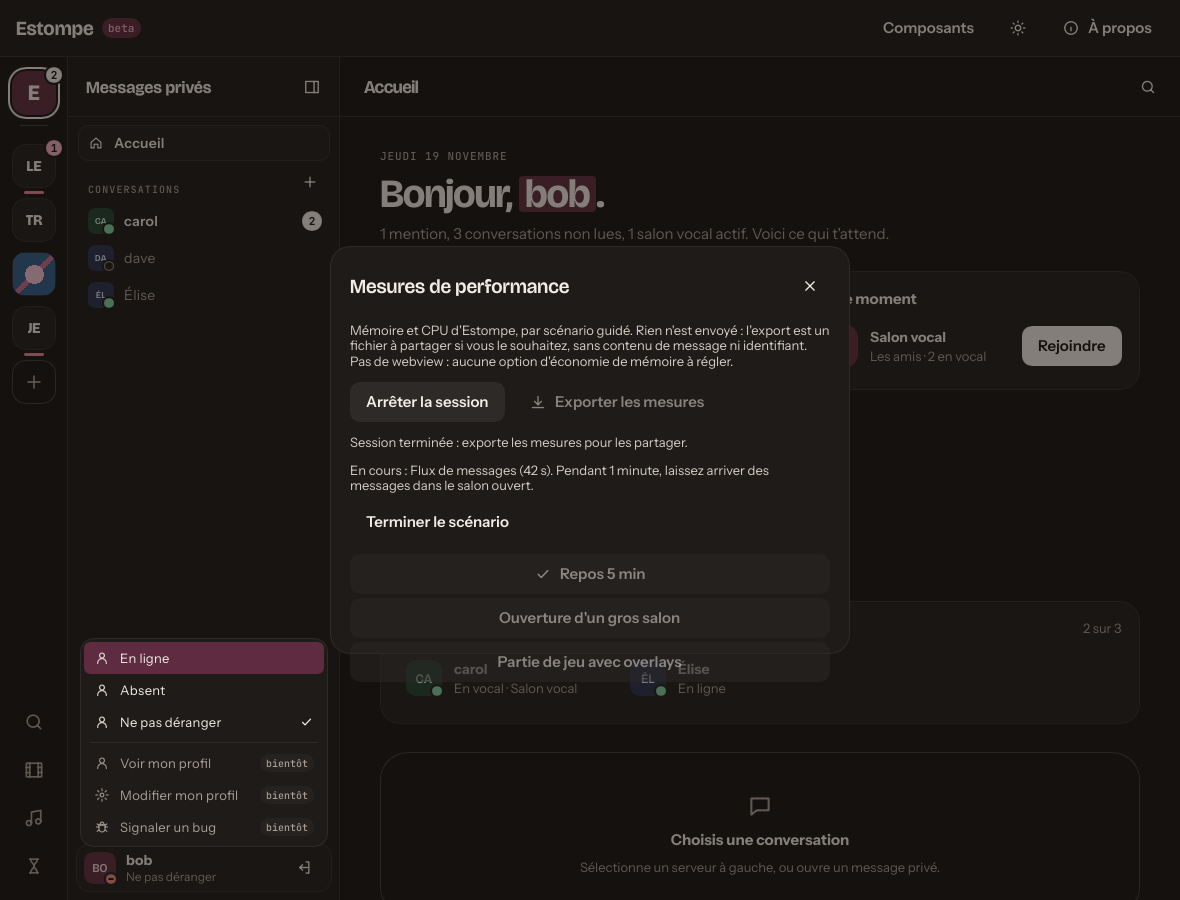 Estompe
beta
Composants
À propos
E
2
LE
1
TR
JE
Messages privés
Accueil
CONVERSATIONS
CA
carol
2
DA
dave
ÉL
Élise
Accueil
JEUDI 19 NOVEMBRE
Bonjour, bob.
1 mention, 3 conversations non lues, 1 salon vocal actif. Voici ce qui t'attend.
moment
Salon vocal
Les amis · 2 en vocal
Rejoindre
Mesures de performance
Mémoire et CPU d'Estompe, par scénario guidé. Rien n'est envoyé : l'export est un
fichier à partager si vous le souhaitez, sans contenu de message ni identifiant.
Pas de webview : aucune option d'économie de mémoire à régler.
Arrêter la session
Exporter les mesures
Session terminée : exporte les mesures pour les partager.
En cours : Flux de messages (42 s). Pendant 1 minute, laissez arriver des
messages dans le salon ouvert.
Terminer le scénario
Repos 5 min
Ouverture d'un gros salon
Partie de jeu avec overlays
2 sur 3
CA
carol
En vocal · Salon vocal
ÉL
Élise
En ligne
Choisis une conversation
Sélectionne un serveur à gauche, ou ouvre un message privé.
En ligne
Absent
Ne pas déranger
Voir mon profil
bientôt
Modifier mon profil
bientôt
Signaler un bug
bientôt
BO
bob
Ne pas déranger